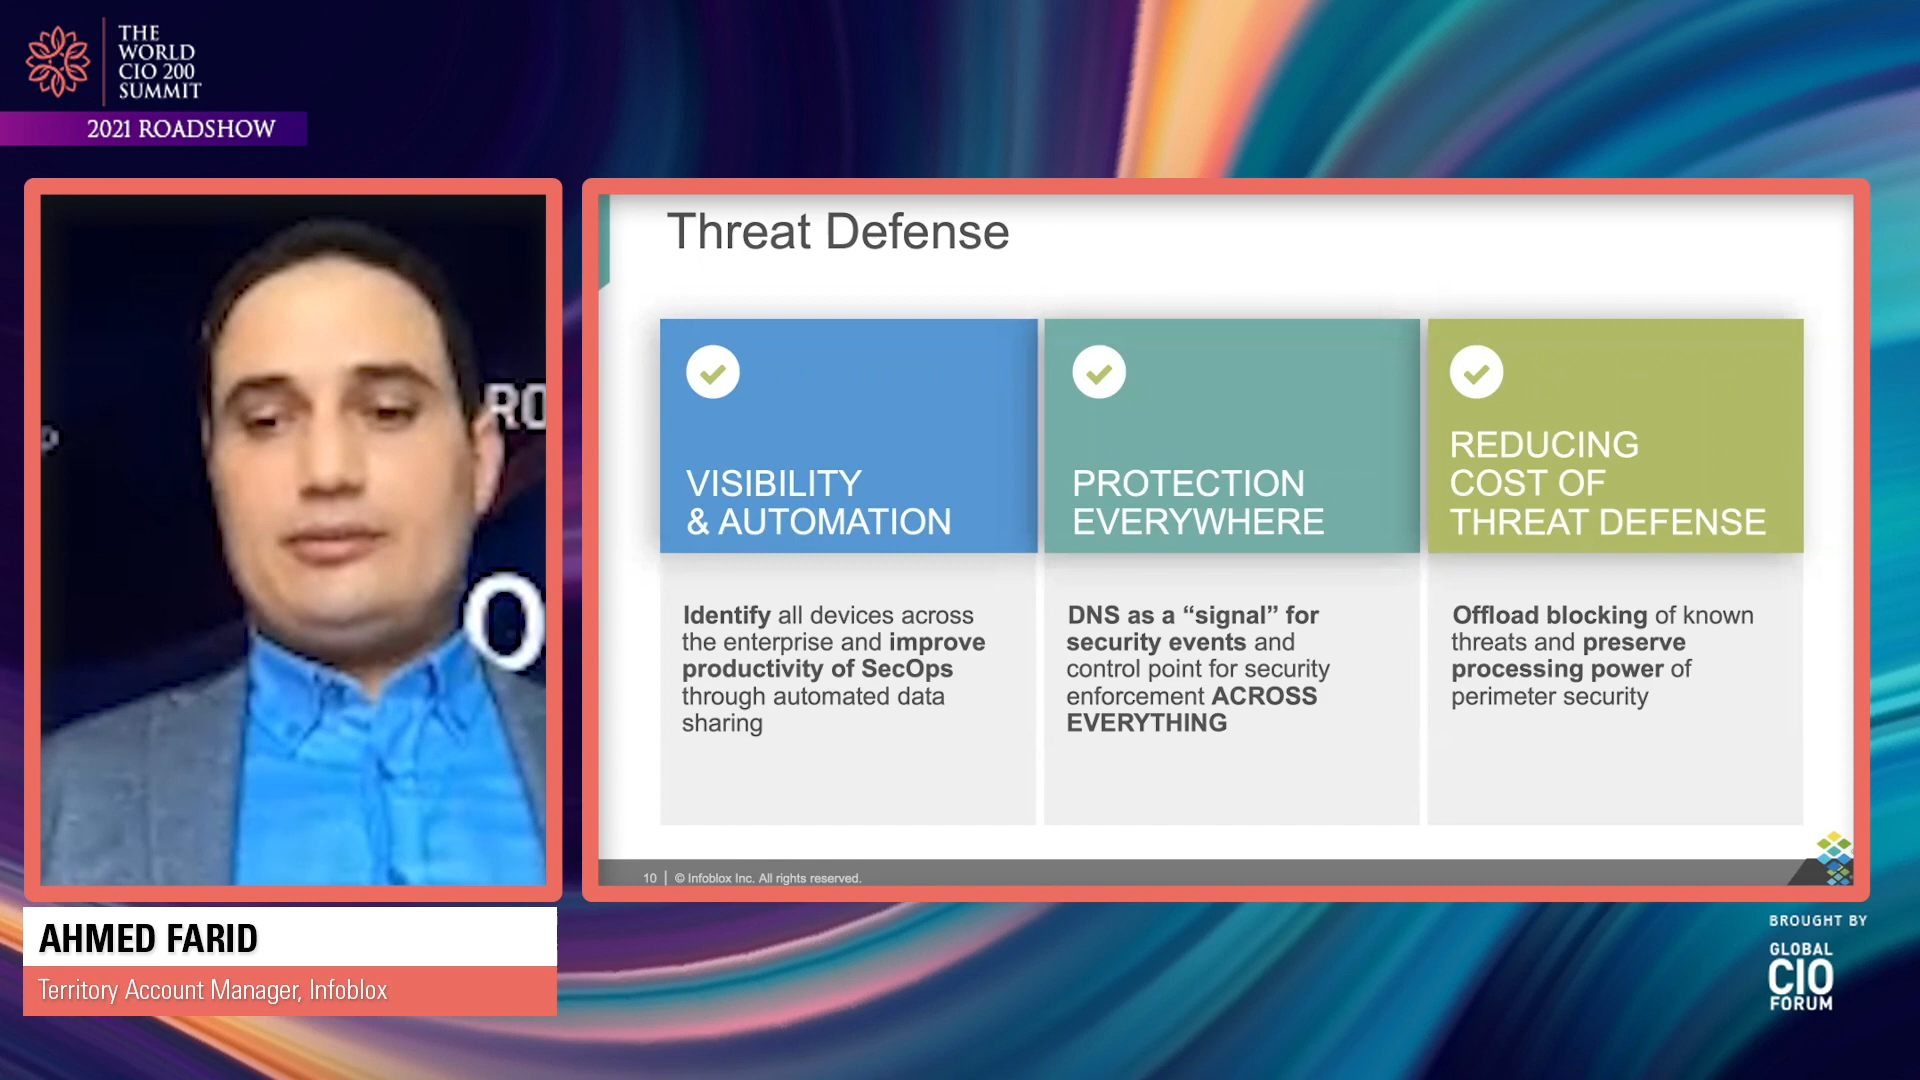 THE
WORLD
CIO 200
SUMMIT
2021 ROADSHOW
RO
O
AHMED FARID
Territory Account Manager, Infoblox
Threat Defense
VISIBILITY
& AUTOMATION
Identify all devices across
the enterprise and improve
productivity of SecOps
through automated data
sharing
PROTECTION
EVERYWHERE
DNS as a “signal” for
security events and
control point for security
enforcement ACROSS
EVERYTHING
REDUCING
COST OF
THREAT DEFENSE
Offload blocking of known
threats and preserve
processing power of
perimeter security
10 | © Infoblox Inc. All rights reserved.
BROUGHT BY
GLOBAL
CIO
FORUM